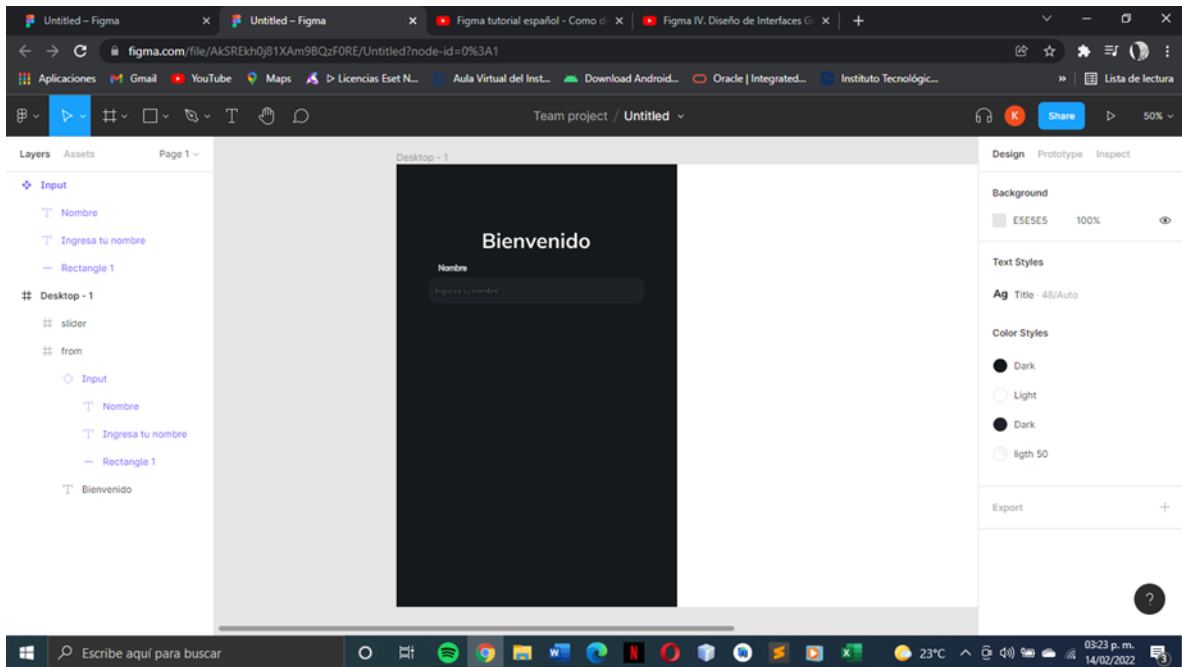 Untitled – Figma
Untitled – Figma
Figma tutorial español - Como d
Figma IV. Diseño de Interfaces G
figma.com/file/AkSREkh0j81XAm9BQzF0RE/Untitled?node-id=0%3A1
Aplicaciones Gmail YouTube Maps Licencias Eset N... Aula Virtual del Inst... Download Android... Oracle | Integrated... Instituto Tecnológic... » Lista de lectura
Team project / Untitled K Share 50%
Layers Assets Page 1
Input
Nombre
Ingresa tu nombre
Rectangle 1
Desktop - 1
slider
from
Input
Nombre
Ingresa tu nombre
Rectangle 1
Bienvenido
Desktop - 1
Bienvenido
Nombre
Ingresa tu nombre
Design Prototype Inspect
Background
E5E5E5 100%
Text Styles
Ag Title · 48/Auto
Color Styles
Dark
Light
Dark
ligth 50
Export
?
Escribe aquí para buscar
23°C
03:23 p. m.
14/02/2022
3